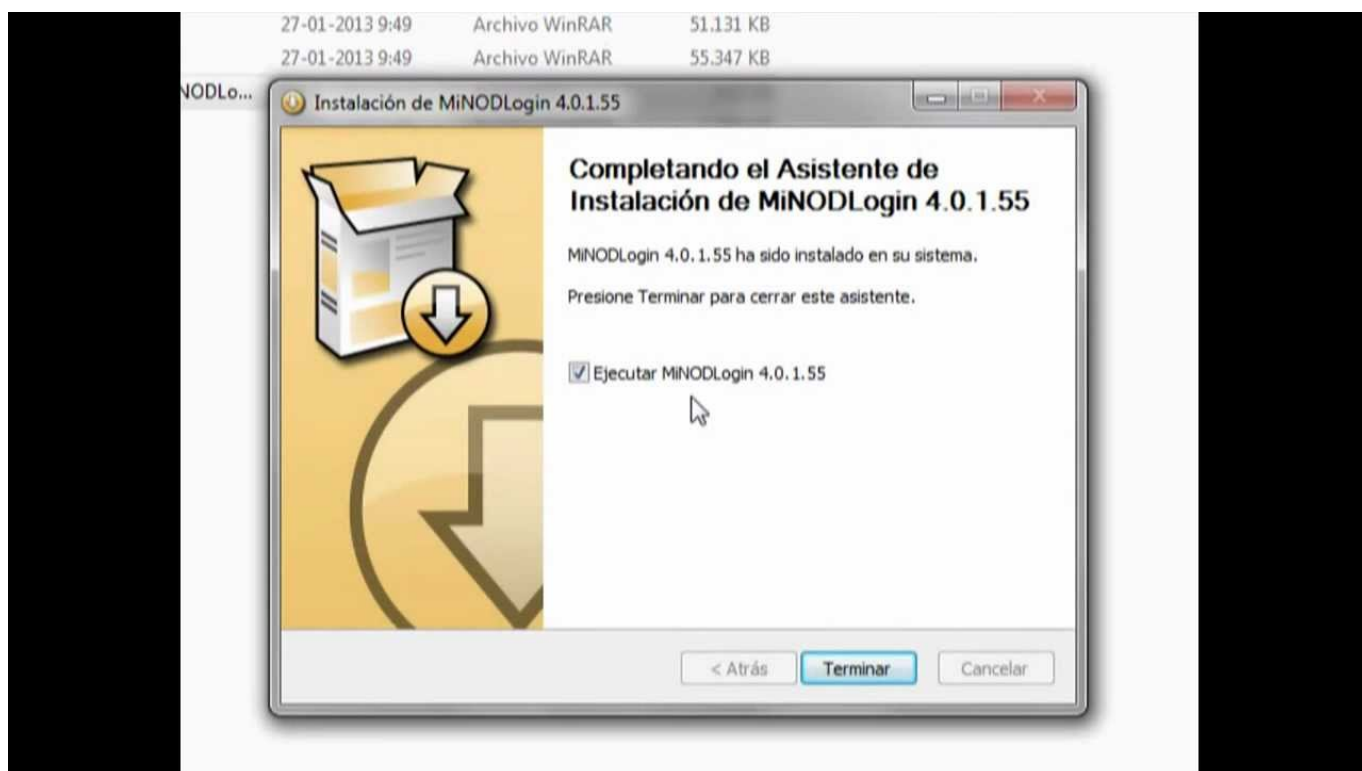 27-01-2013 9:49 Archivo WinRAR 51.131 KB
27-01-2013 9:49 Archivo WinRAR 55.347 KB
NODLo...
Instalación de MiNODLogin 4.0.1.55
Completando el Asistente de
Instalación de MiNODLogin 4.0.1.55
MiNODLogin 4.0.1.55 ha sido instalado en su sistema.
Presione Terminar para cerrar este asistente.
Ejecutar MiNODLogin 4.0.1.55
< Atrás Terminar Cancelar